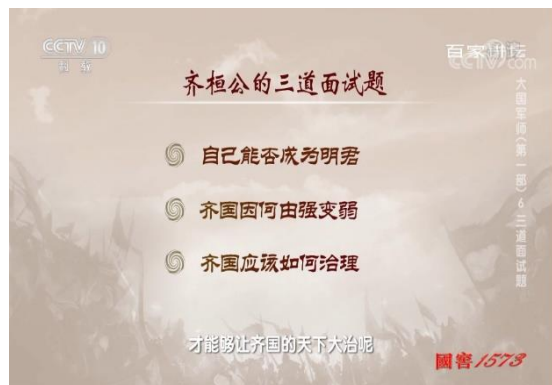 CCTV 10
科教
百家讲坛
CCTV.com
齐桓公的三道面试题
自己能否成为明君
齐国因何由强变弱
齐国应该如何治理
大国军师(第一部) 6 三道面试题
才能够让齐国的天下大治呢
國窖1573